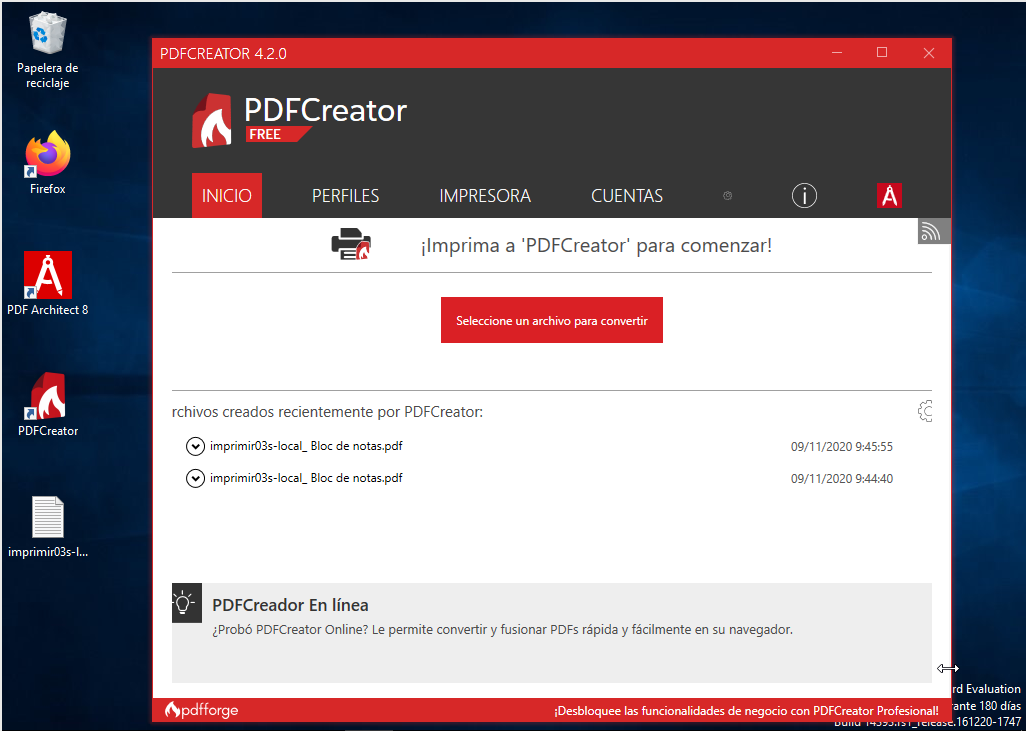 Papelera de
reciclaje
Firefox
PDF Architect 8
PDFCreator
imprimir03s-l...
PDFCREATOR 4.2.0
PDFCreator
FREE
INICIO PERFILES IMPRESORA CUENTAS
¡Imprima a 'PDFCreator' para comenzar!
Seleccione un archivo para convertir
rchivos creados recientemente por PDFCreator:
imprimir03s-local_ Bloc de notas.pdf 09/11/2020 9:45:55
imprimir03s-local_ Bloc de notas.pdf 09/11/2020 9:44:40
PDFCreador En línea
¿Probó PDFCreator Online? Le permite convertir y fusionar PDFs rápida y fácilmente en su navegador.
pdfforge
¡Desbloquee las funcionalidades de negocio con PDFCreator Profesional!
rd Evaluation
rante 180 días
Build 14393.rs1_release.161220-1747